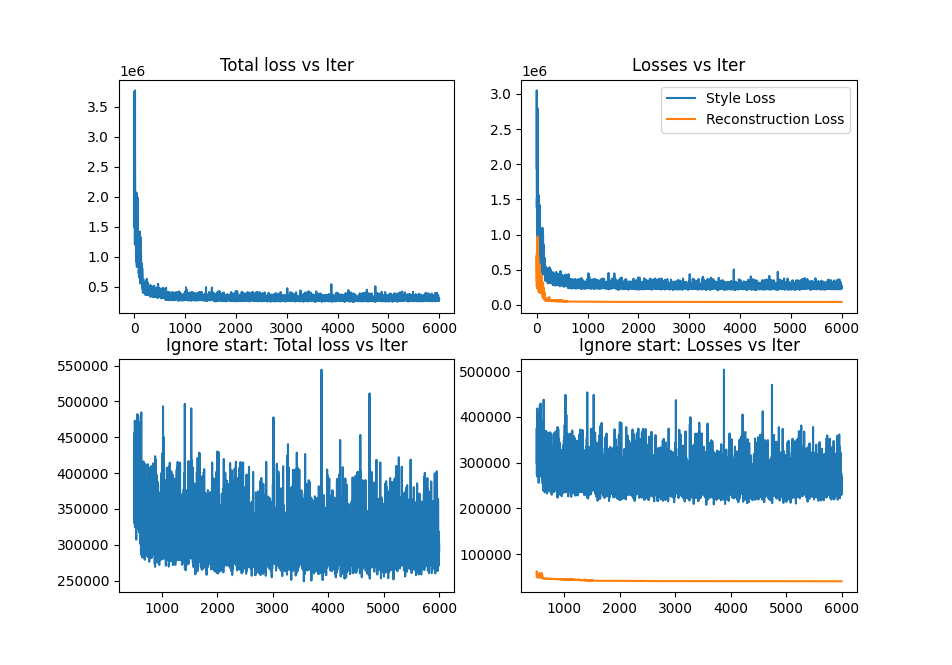 Total loss vs Iter
1e6
3.5
3.0
2.5
2.0
1.5
1.0
0.5
0 1000 2000 3000 4000 5000 6000
Losses vs Iter
1e6
Style Loss
Reconstruction Loss
3.0
2.5
2.0
1.5
1.0
0.5
0.0
0 1000 2000 3000 4000 5000 6000
Ignore start: Total loss vs Iter
550000
500000
450000
400000
350000
300000
250000
1000 2000 3000 4000 5000 6000
Ignore start: Losses vs Iter
500000
400000
300000
200000
100000
1000 2000 3000 4000 5000 6000